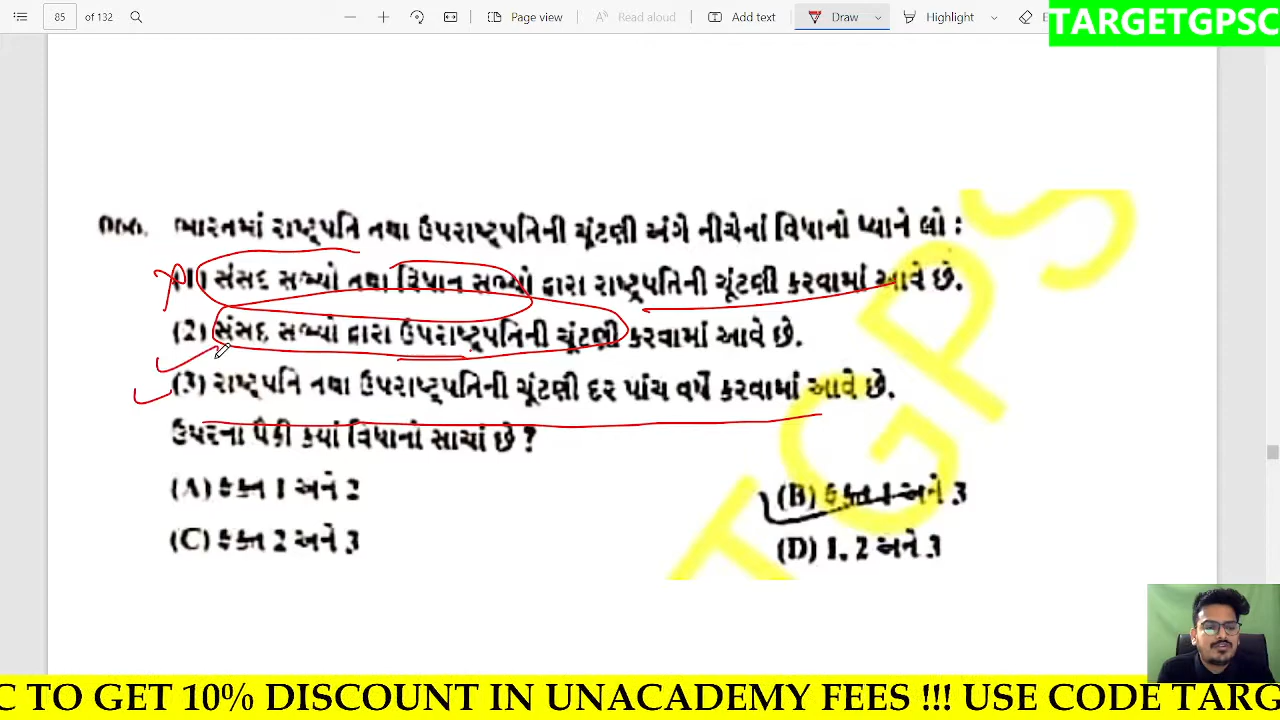 85 of 132 Page view Read aloud Add text Draw Highlight
TARGETGPSC
ભારતમાં રાષ્ટ્રપતિ તથા ઉપરાષ્ટ્રપતિની ચૂંટણી અંગે નીચેનાં વિધાનો ધ્યાને લો :
(1) સંસદ સભ્યો તથા વિધાન સભ્યો દ્વારા રાષ્ટ્રપતિની ચૂંટણી કરવામાં આવે છે.
(2) સંસદ સભ્યો દ્વારા ઉપરાષ્ટ્રપતિની ચૂંટણી કરવામાં આવે છે.
(3) રાષ્ટ્રપતિ તથા ઉપરાષ્ટ્રપતિની ચૂંટણી દર પાંચ વર્ષે કરવામાં આવે છે.
ઉપરના પૈકી કયાં વિધાનો સાચાં છે ?
(A) ફક્ત 1 અને 2
(B) ફક્ત 1 અને 3
(C) ફક્ત 2 અને 3
(D) 1, 2 અને 3
TGPS
C TO GET 10% DISCOUNT IN UNACADEMY FEES !!! USE CODE TARG